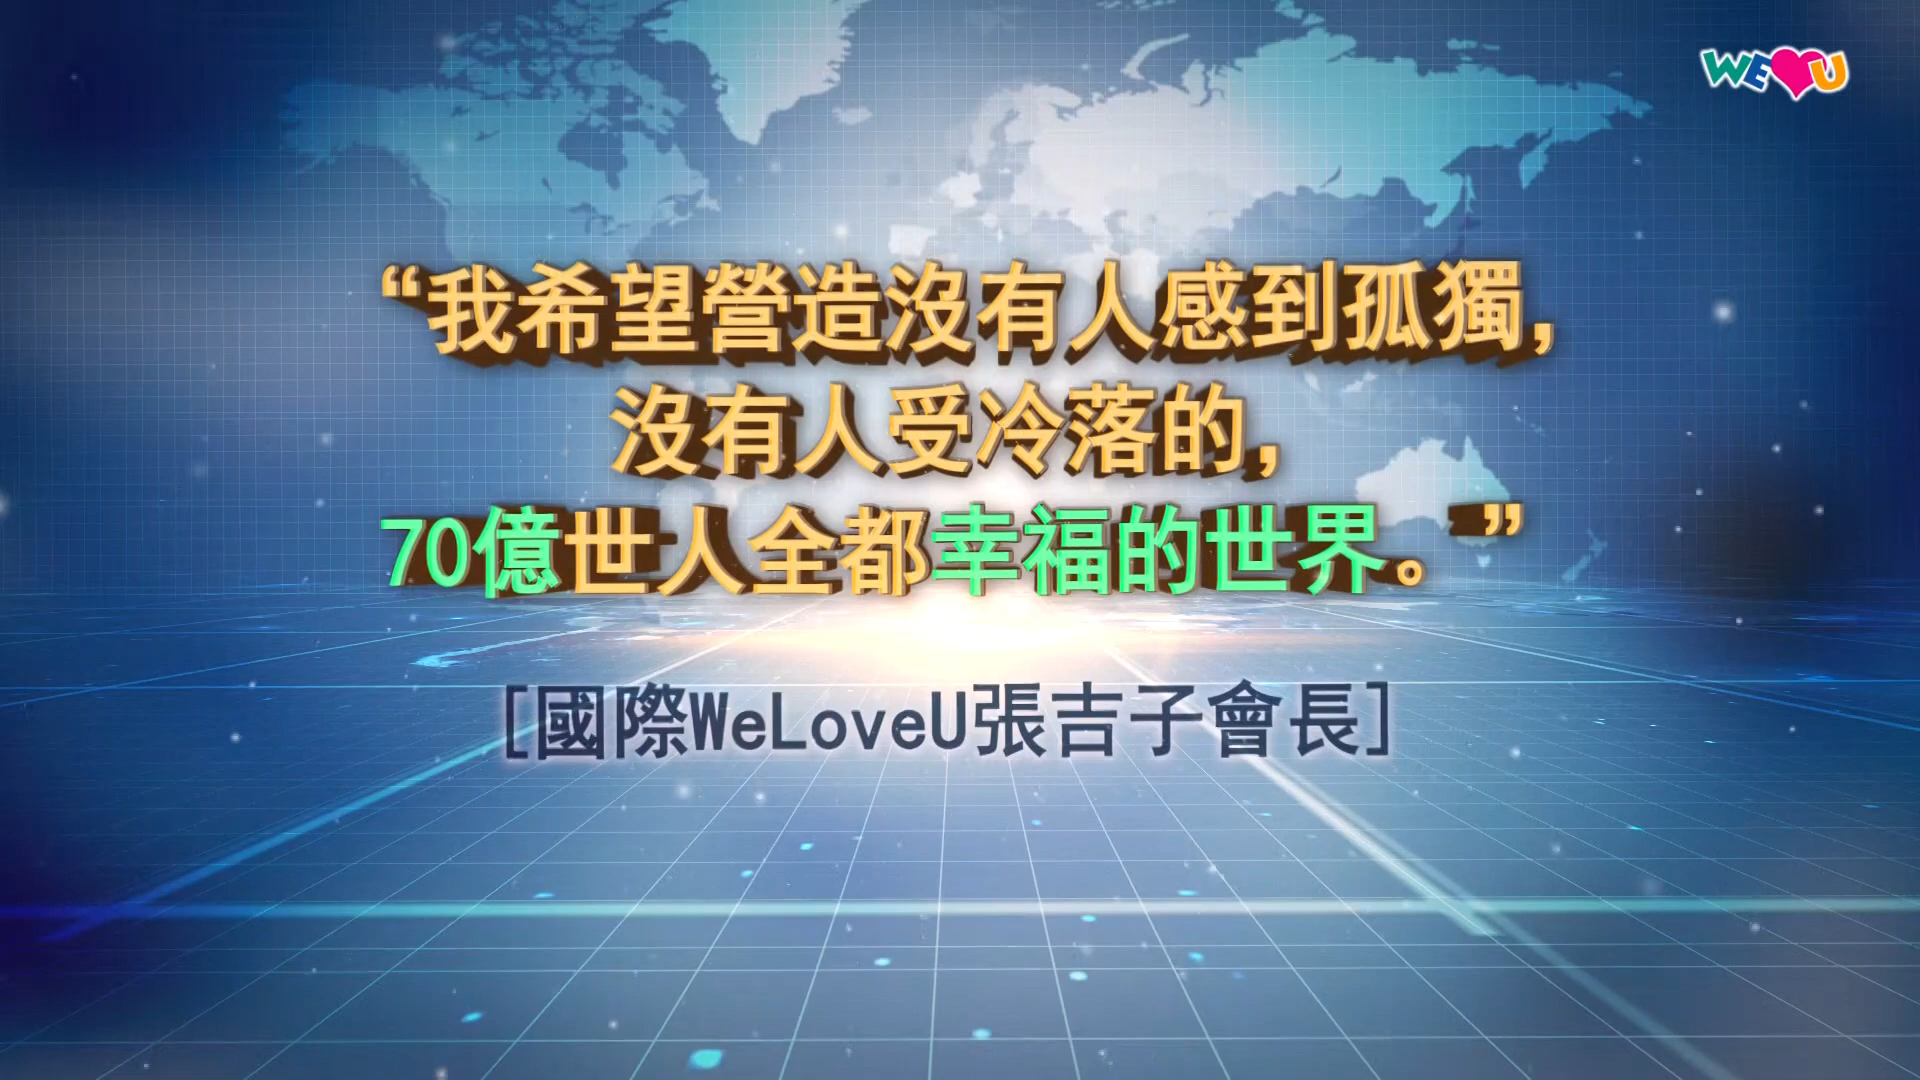 WE♥U
“我希望營造沒有人感到孤獨,
沒有人受冷落的,
70億世人全都幸福的世界。”
[國際WeLoveU張吉子會長]